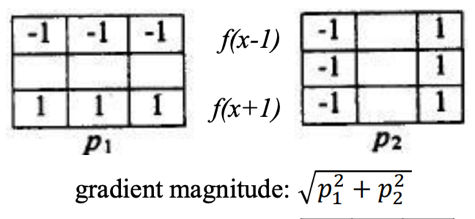 -1 -1 -1 f(x-1) -1 1
-1 1
1 1 1 f(x+1) -1 1
p₁ p₂
gradient magnitude: √(p₁² + p₂²)